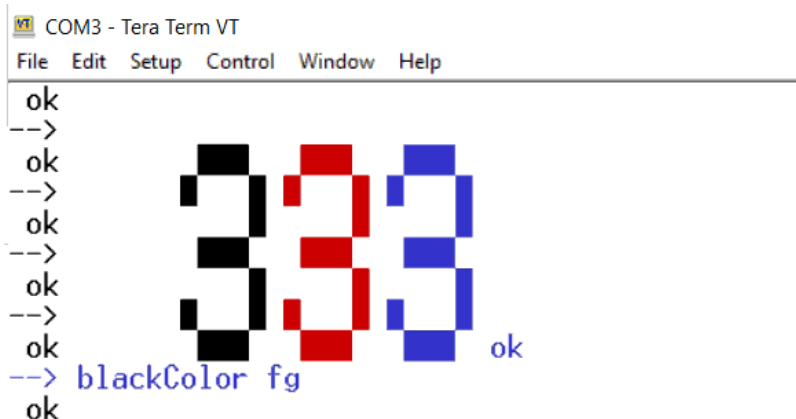 COM3 - Tera Term VT
File Edit Setup Control Window Help
ok
-->
ok
-->
ok
-->
ok
-->
ok 333 ok
--> blackColor fg
ok